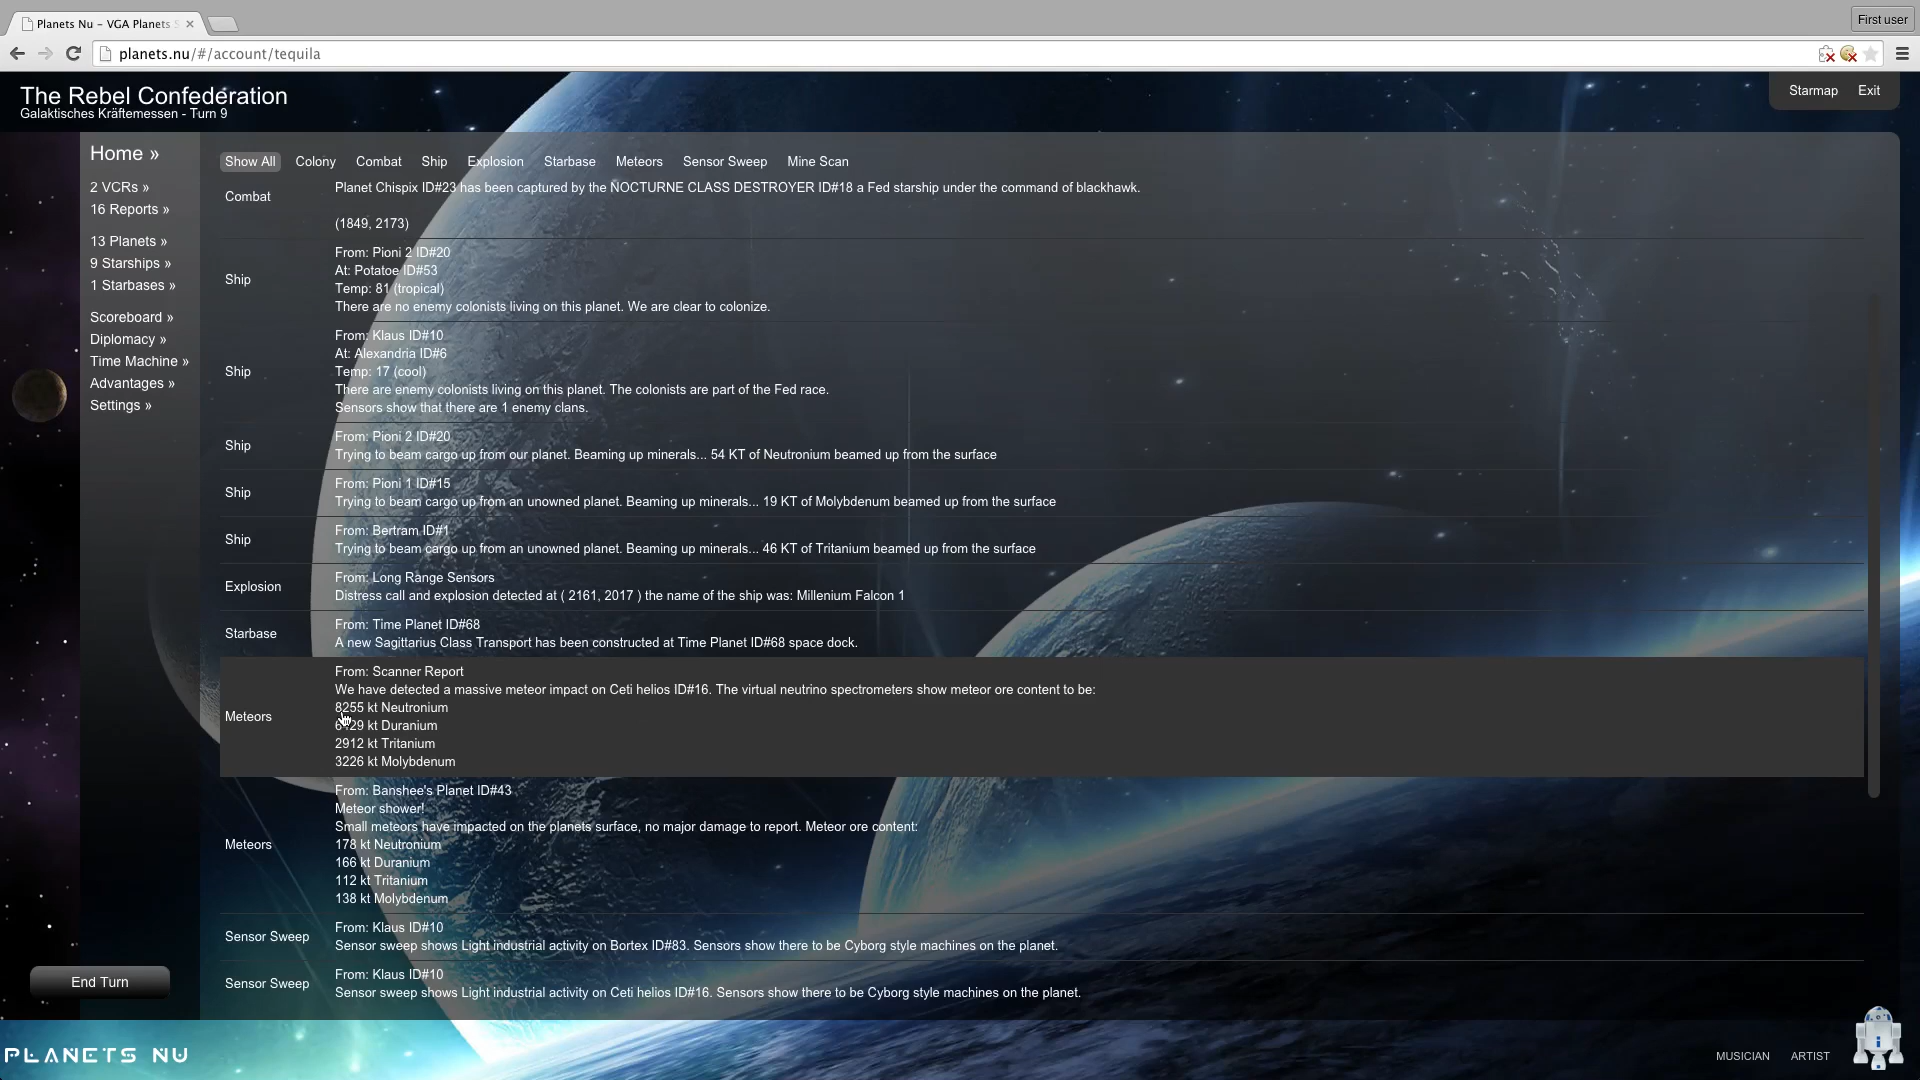 Planets Nu - VGA Planets
First user
planets.nu/#/account/tequila
The Rebel Confederation
Galaktisches Kräftemessen - Turn 9
Starmap Exit
Home »
2 VCRs »
16 Reports »
13 Planets »
9 Starships »
1 Starbases »
Scoreboard »
Diplomacy »
Time Machine »
Advantages »
Settings »
End Turn
Show All Colony Combat Ship Explosion Starbase Meteors Sensor Sweep Mine Scan
Combat
Planet Chispix ID#23 has been captured by the NOCTURNE CLASS DESTROYER ID#18 a Fed starship under the command of blackhawk.
(1849, 2173)
Ship
From: Pioni 2 ID#20
At: Potatoe ID#53
Temp: 81 (tropical)
There are no enemy colonists living on this planet. We are clear to colonize.
Ship
From: Klaus ID#10
At: Alexandria ID#6
Temp: 17 (cool)
There are enemy colonists living on this planet. The colonists are part of the Fed race.
Sensors show that there are 1 enemy clans.
Ship
From: Pioni 2 ID#20
Trying to beam cargo up from our planet. Beaming up minerals... 54 KT of Neutronium beamed up from the surface
Ship
From: Pioni 1 ID#15
Trying to beam cargo up from an unowned planet. Beaming up minerals... 19 KT of Molybdenum beamed up from the surface
Ship
From: Bertram ID#1
Trying to beam cargo up from an unowned planet. Beaming up minerals... 46 KT of Tritanium beamed up from the surface
Explosion
From: Long Range Sensors
Distress call and explosion detected at ( 2161, 2017 ) the name of the ship was: Millenium Falcon 1
Starbase
From: Time Planet ID#68
A new Sagittarius Class Transport has been constructed at Time Planet ID#68 space dock.
Meteors
From: Scanner Report
We have detected a massive meteor impact on Ceti helios ID#16. The virtual neutrino spectrometers show meteor ore content to be:
8255 kt Neutronium
kt Duranium
2912 kt Tritanium
3226 kt Molybdenum
Meteors
From: Banshee's Planet ID#43
Meteor shower!
Small meteors have impacted on the planets surface, no major damage to report. Meteor ore content:
178 kt Neutronium
166 kt Duranium
112 kt Tritanium
138 kt Molybdenum
Sensor Sweep
From: Klaus ID#10
Sensor sweep shows Light industrial activity on Bortex ID#83. Sensors show there to be Cyborg style machines on the planet.
Sensor Sweep
From: Klaus ID#10
Sensor sweep shows Light industrial activity on Ceti helios ID#16. Sensors show there to be Cyborg style machines on the planet.
PLANETS NU
MUSICIAN ARTIST